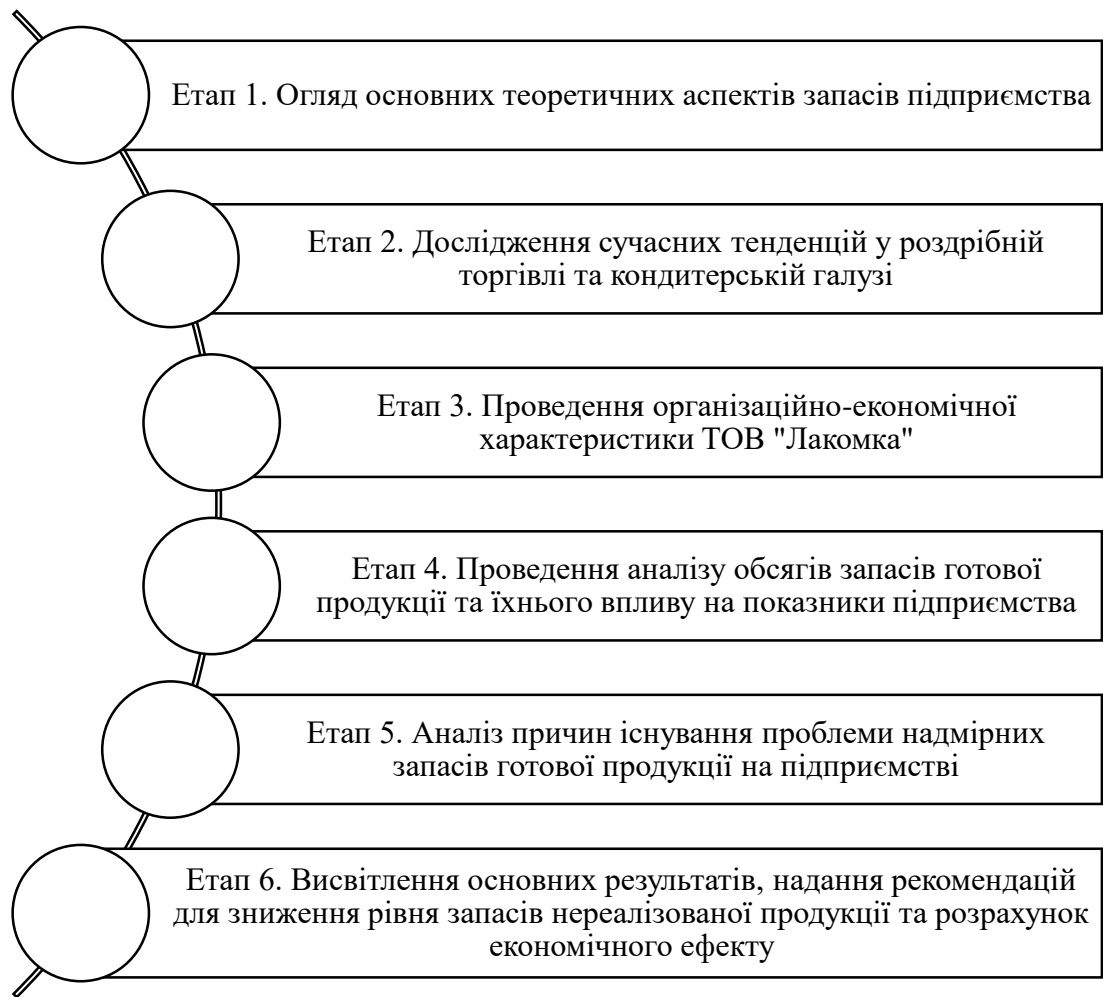 Етап 1. Огляд основних теоретичних аспектів запасів підприємства
Етап 2. Дослідження сучасних тенденцій у роздрібній
торгівлі та кондитерській галузі
Етап 3. Проведення організаційно-економічної
характеристики ТОВ "Лакомка"
Етап 4. Проведення аналізу обсягів запасів готової
продукції та їхнього впливу на показники підприємства
Етап 5. Аналіз причин існування проблеми надмірних
запасів готової продукції на підприємстві
Етап 6. Висвітлення основних результатів, надання рекомендацій
для зниження рівня запасів нереалізованої продукції та розрахунок
економічного ефекту